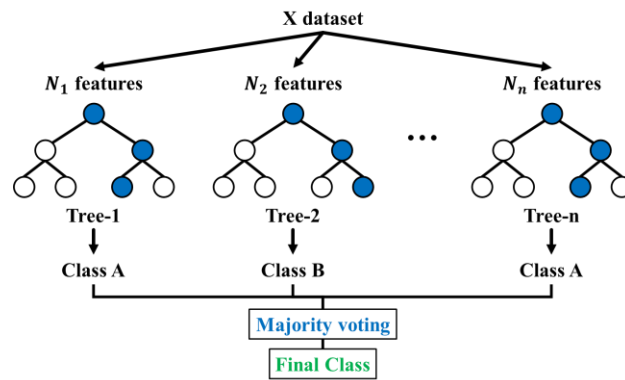 X dataset
N₁ features
N₂ features
Nₙ features
...
Tree-1
Tree-2
Tree-n
Class A
Class B
Class A
Majority voting
Final Class